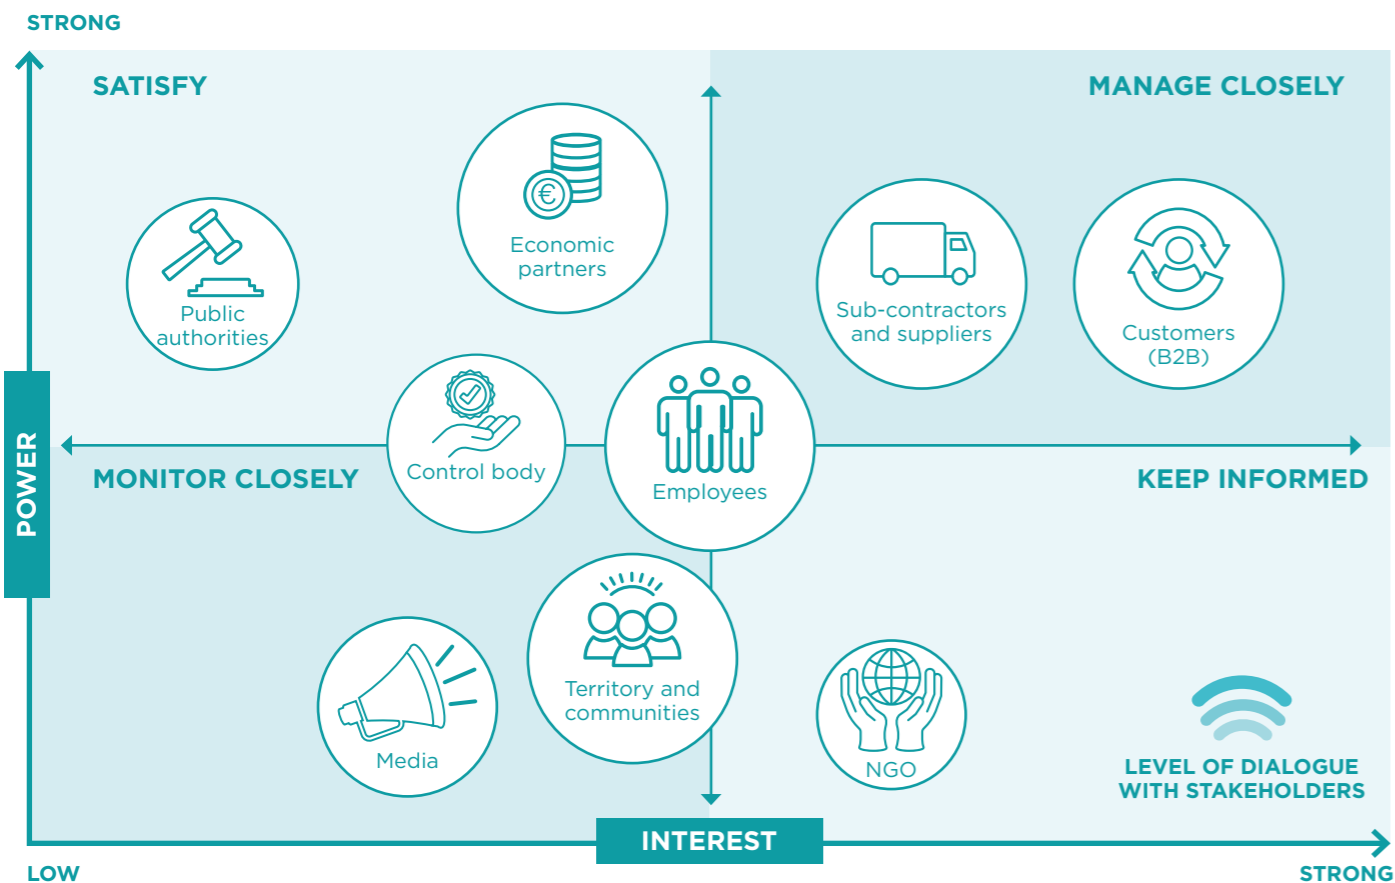 STRONG
SATISFY
MANAGE CLOSELY
€
Economic
partners
Public
authorities
Sub-contractors
and suppliers
Customers
(B2B)
POWER
Control body
Employees
MONITOR CLOSELY
KEEP INFORMED
Territory and
communities
Media
NGO
LEVEL OF DIALOGUE
WITH STAKEHOLDERS
INTEREST
LOW
STRONG